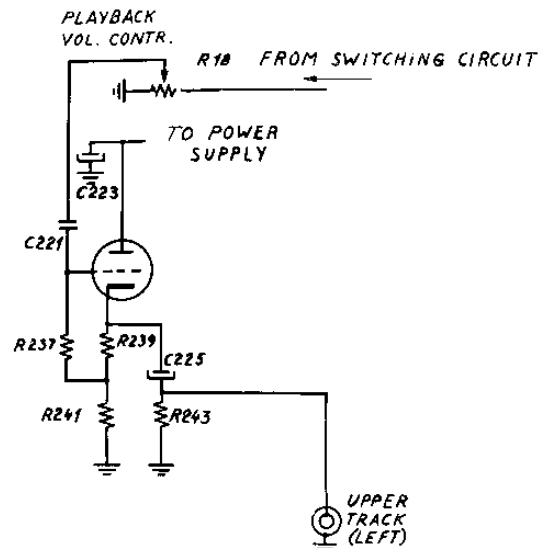 PLAYBACK
VOL. CONTR.
R18 FROM SWITCHING CIRCUIT
TO POWER
SUPPLY
C223
C221
R237
R239
C225
R241
R243
UPPER
TRACK
(LEFT)